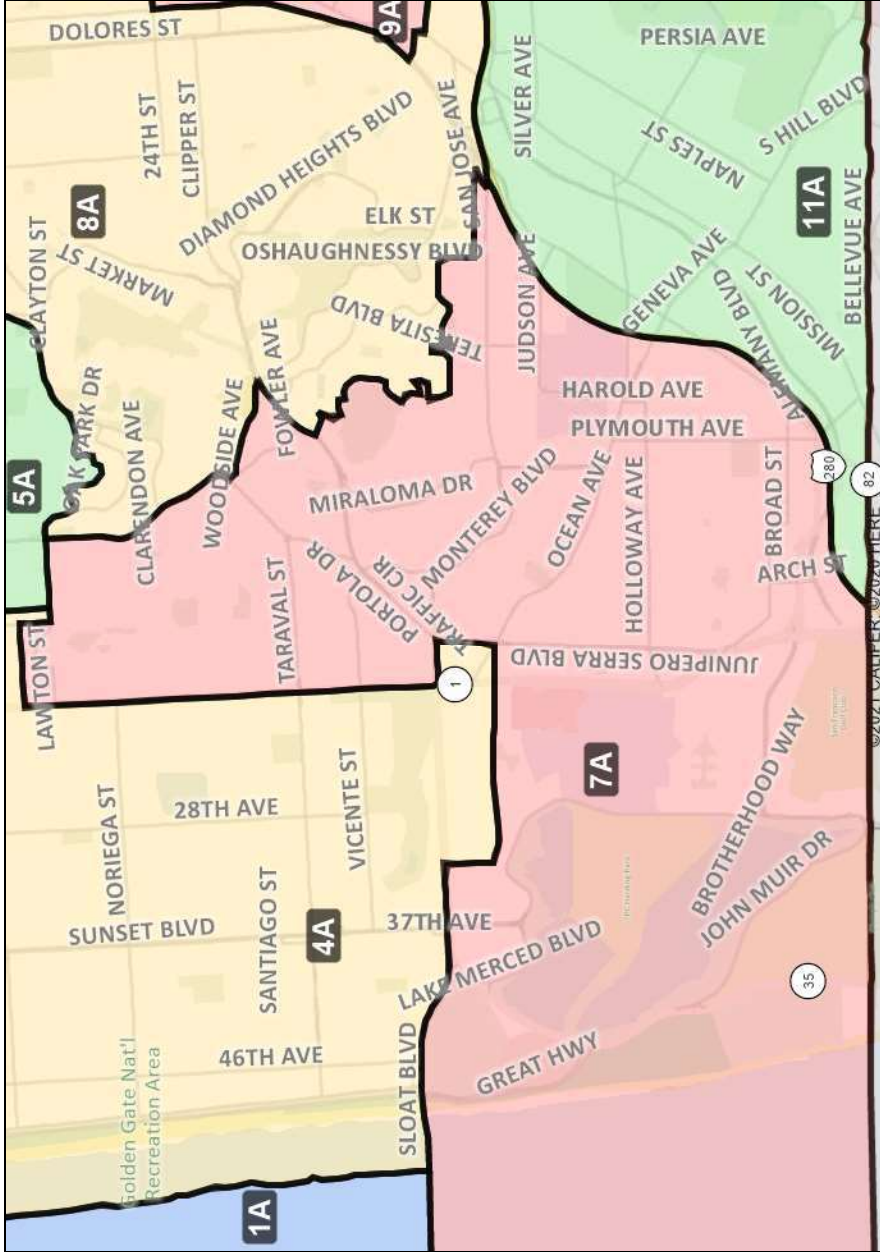 DOLORES ST
9A
PERSIA AVE
24TH ST
CLIPPER ST
DIAMOND HEIGHTS BLVD
SAN JOSE AVE
SILVER AVE
NAPLES ST
S HILL BLVD
8A
11A
ELK ST
OSHAUGHNESSY BLVD
CLAYTON ST
MARKET ST
TERESITA BLVD
JUDSON AVE
GENEVA AVE
ALEMANY BLVD
MISSION ST
BELLEVUE AVE
OAK PARK DR
FOWLER AVE
WOODSIDE AVE
CLARENDON AVE
5A
HAROLD AVE
PLYMOUTH AVE
MIRALOMA DR
MONTEREY BLVD
OCEAN AVE
HOLLOWAY AVE
BROAD ST
280
82
ARCH ST
TARAVAL ST
PORTOLA DR
TRAFFIC CIR
LAWTON ST
1
JUNIPERO SERRA BLVD
©2021 CALIPER; ©2020 HERE
7A
NORIEGA ST
28TH AVE
VICENTE ST
BROTHERHOOD WAY
JOHN MUIR DR
SUNSET BLVD
SANTIAGO ST
4A
37TH AVE
LAKE MERCED BLVD
35
Golden Gate Nat'l
Recreation Area
46TH AVE
SLOAT BLVD
GREAT HWY
1A